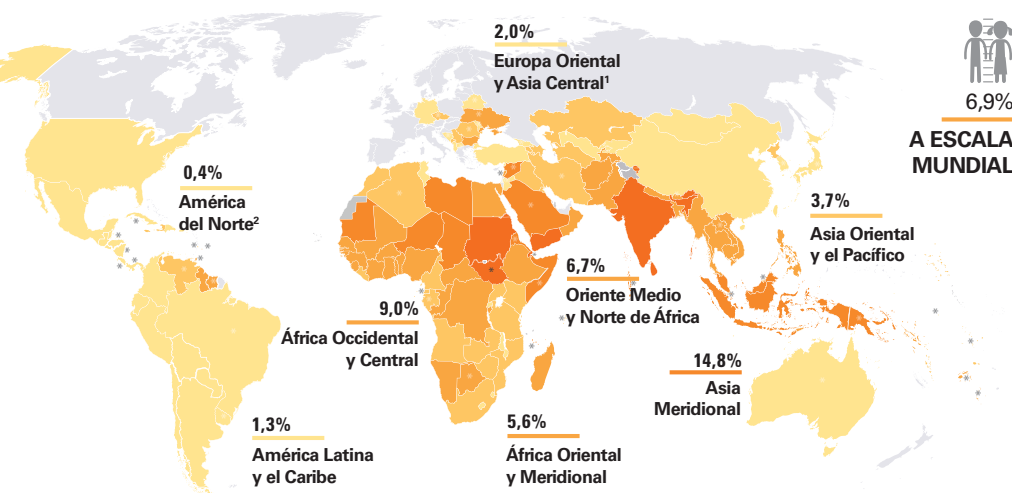 2,0%
Europa Oriental
y Asia Central¹
6,9%
A ESCALA
MUNDIAL
0,4%
América
del Norte²
3,7%
Asia Oriental
y el Pacífico
6,7%
Oriente Medio
y Norte de África
9,0%
África Occidental
y Central
14,8%
Asia
Meridional
1,3%
América Latina
y el Caribe
5,6%
África Oriental
y Meridional